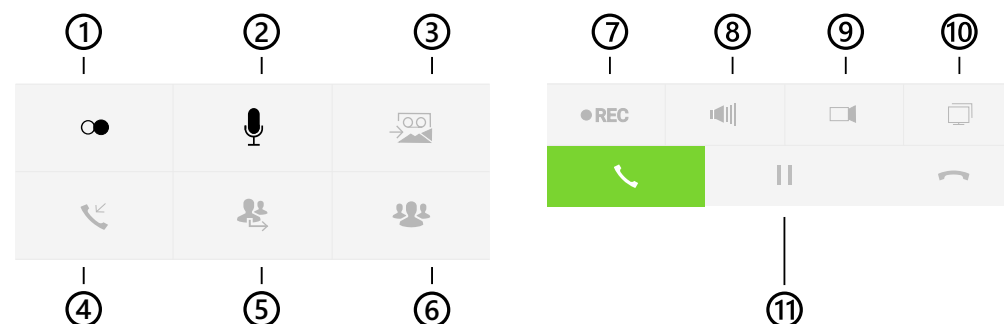 ① ② ③ ⑦ ⑧ ⑨ ⑩
REC
④ ⑤ ⑥ ⑪